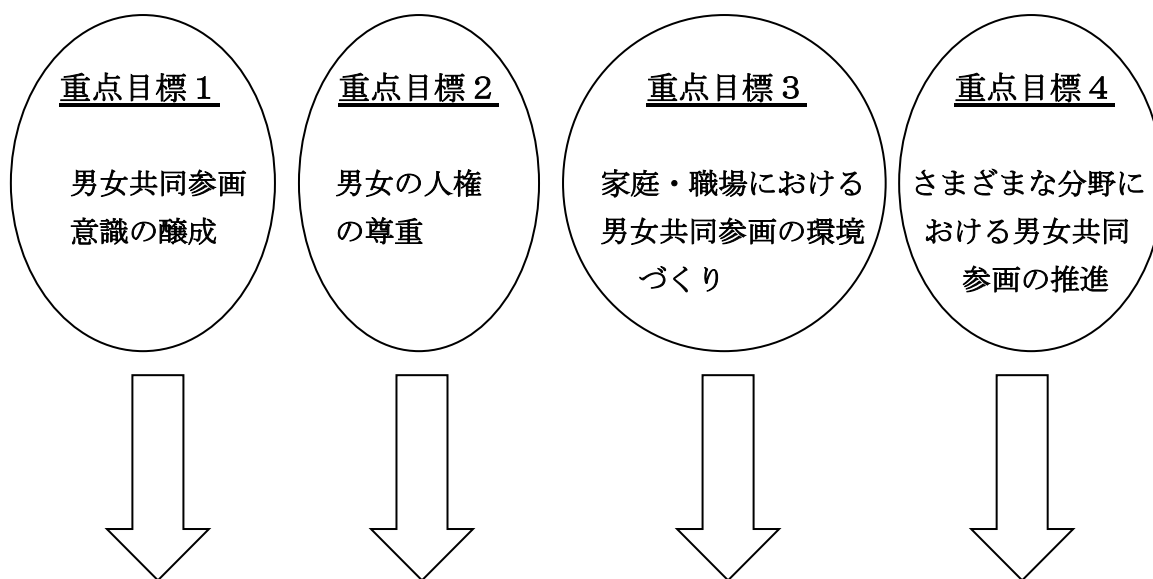 重点目標1
男女共同参画
意識の醸成
重点目標2
男女の人権
の尊重
重点目標3
家庭・職場における
男女共同参画の環境
づくり
重点目標4
さまざまな分野に
おける男女共同
参画の推進